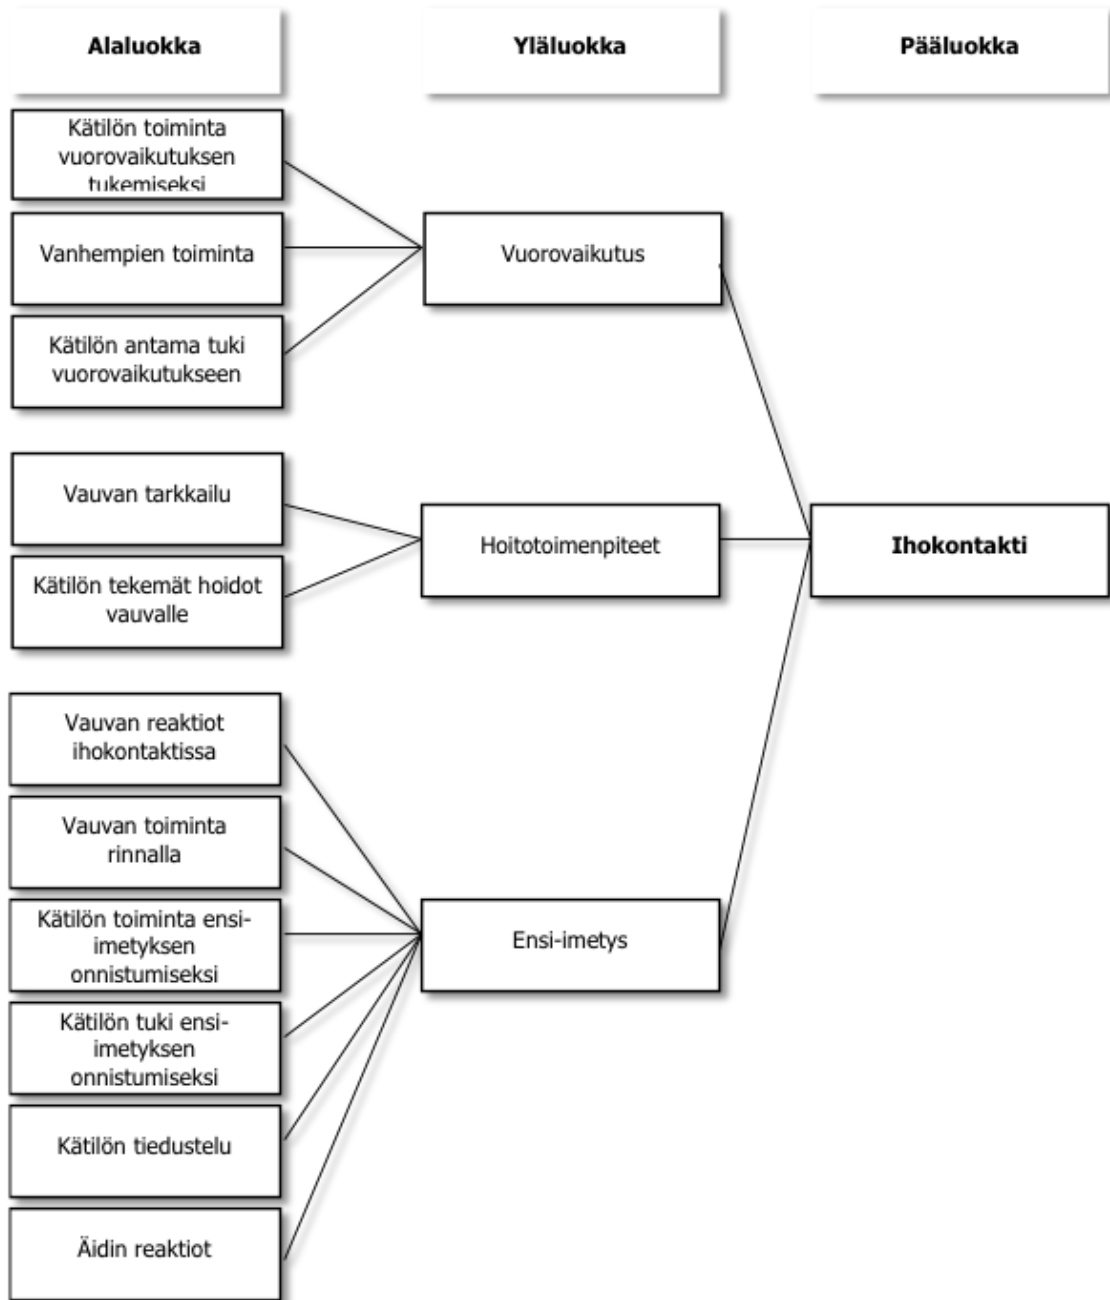 Alaluokka
Yläluokka
Pääluokka
Kätilön toiminta
vuorovaikutuksen
tukemiseksi
Vanhempien toiminta
Kätilön antama tuki
vuorovaikutukseen
Vuorovaikutus
Vauvan tarkkailu
Kätilön tekemät hoidot
vauvalle
Hoitotoimenpiteet
Ihokontakti
Vauvan reaktiot
ihokontaktissa
Vauvan toiminta
rinnalla
Kätilön toiminta ensi-
imetyksen
onnistumiseksi
Kätilön tuki ensi-
imetyksen
onnistumiseksi
Kätilön tiedustelu
Äidin reaktiot
Ensi-imetys